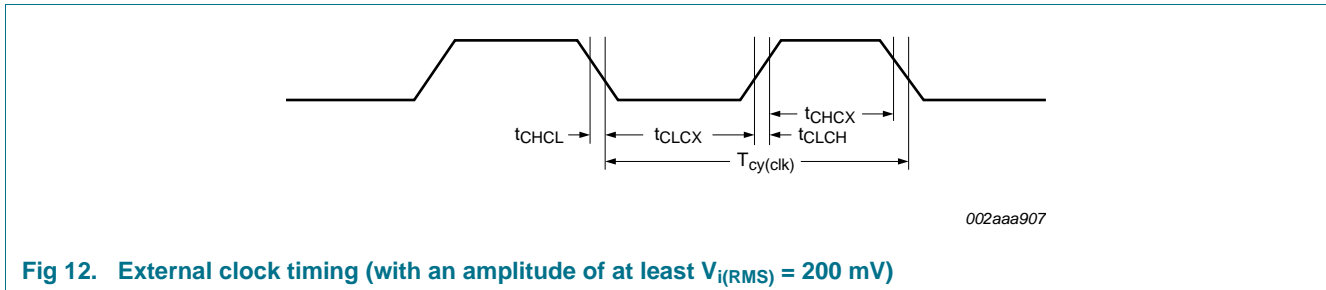 tCHCX
tCHCL tCLCX tCLCH
Tcy(clk)
002aaa907
Fig 12. External clock timing (with an amplitude of at least Vi(RMS) = 200 mV)